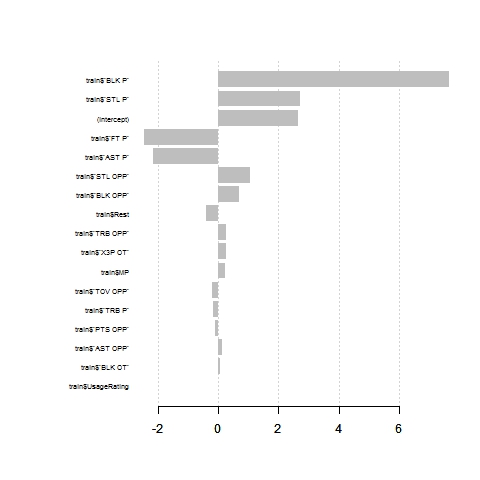 train$`BLK P`
train$`STL P`
(Intercept)
train$`FT P`
train$`AST P`
train$`STL OPP`
train$`BLK OPP`
train$Rest
train$`TRB OPP`
train$`X3P OT`
train$MP
train$`TOV OPP`
train$`TRB P`
train$`PTS OPP`
train$`AST OPP`
train$`BLK OT`
train$UsageRating
-2 0 2 4 6